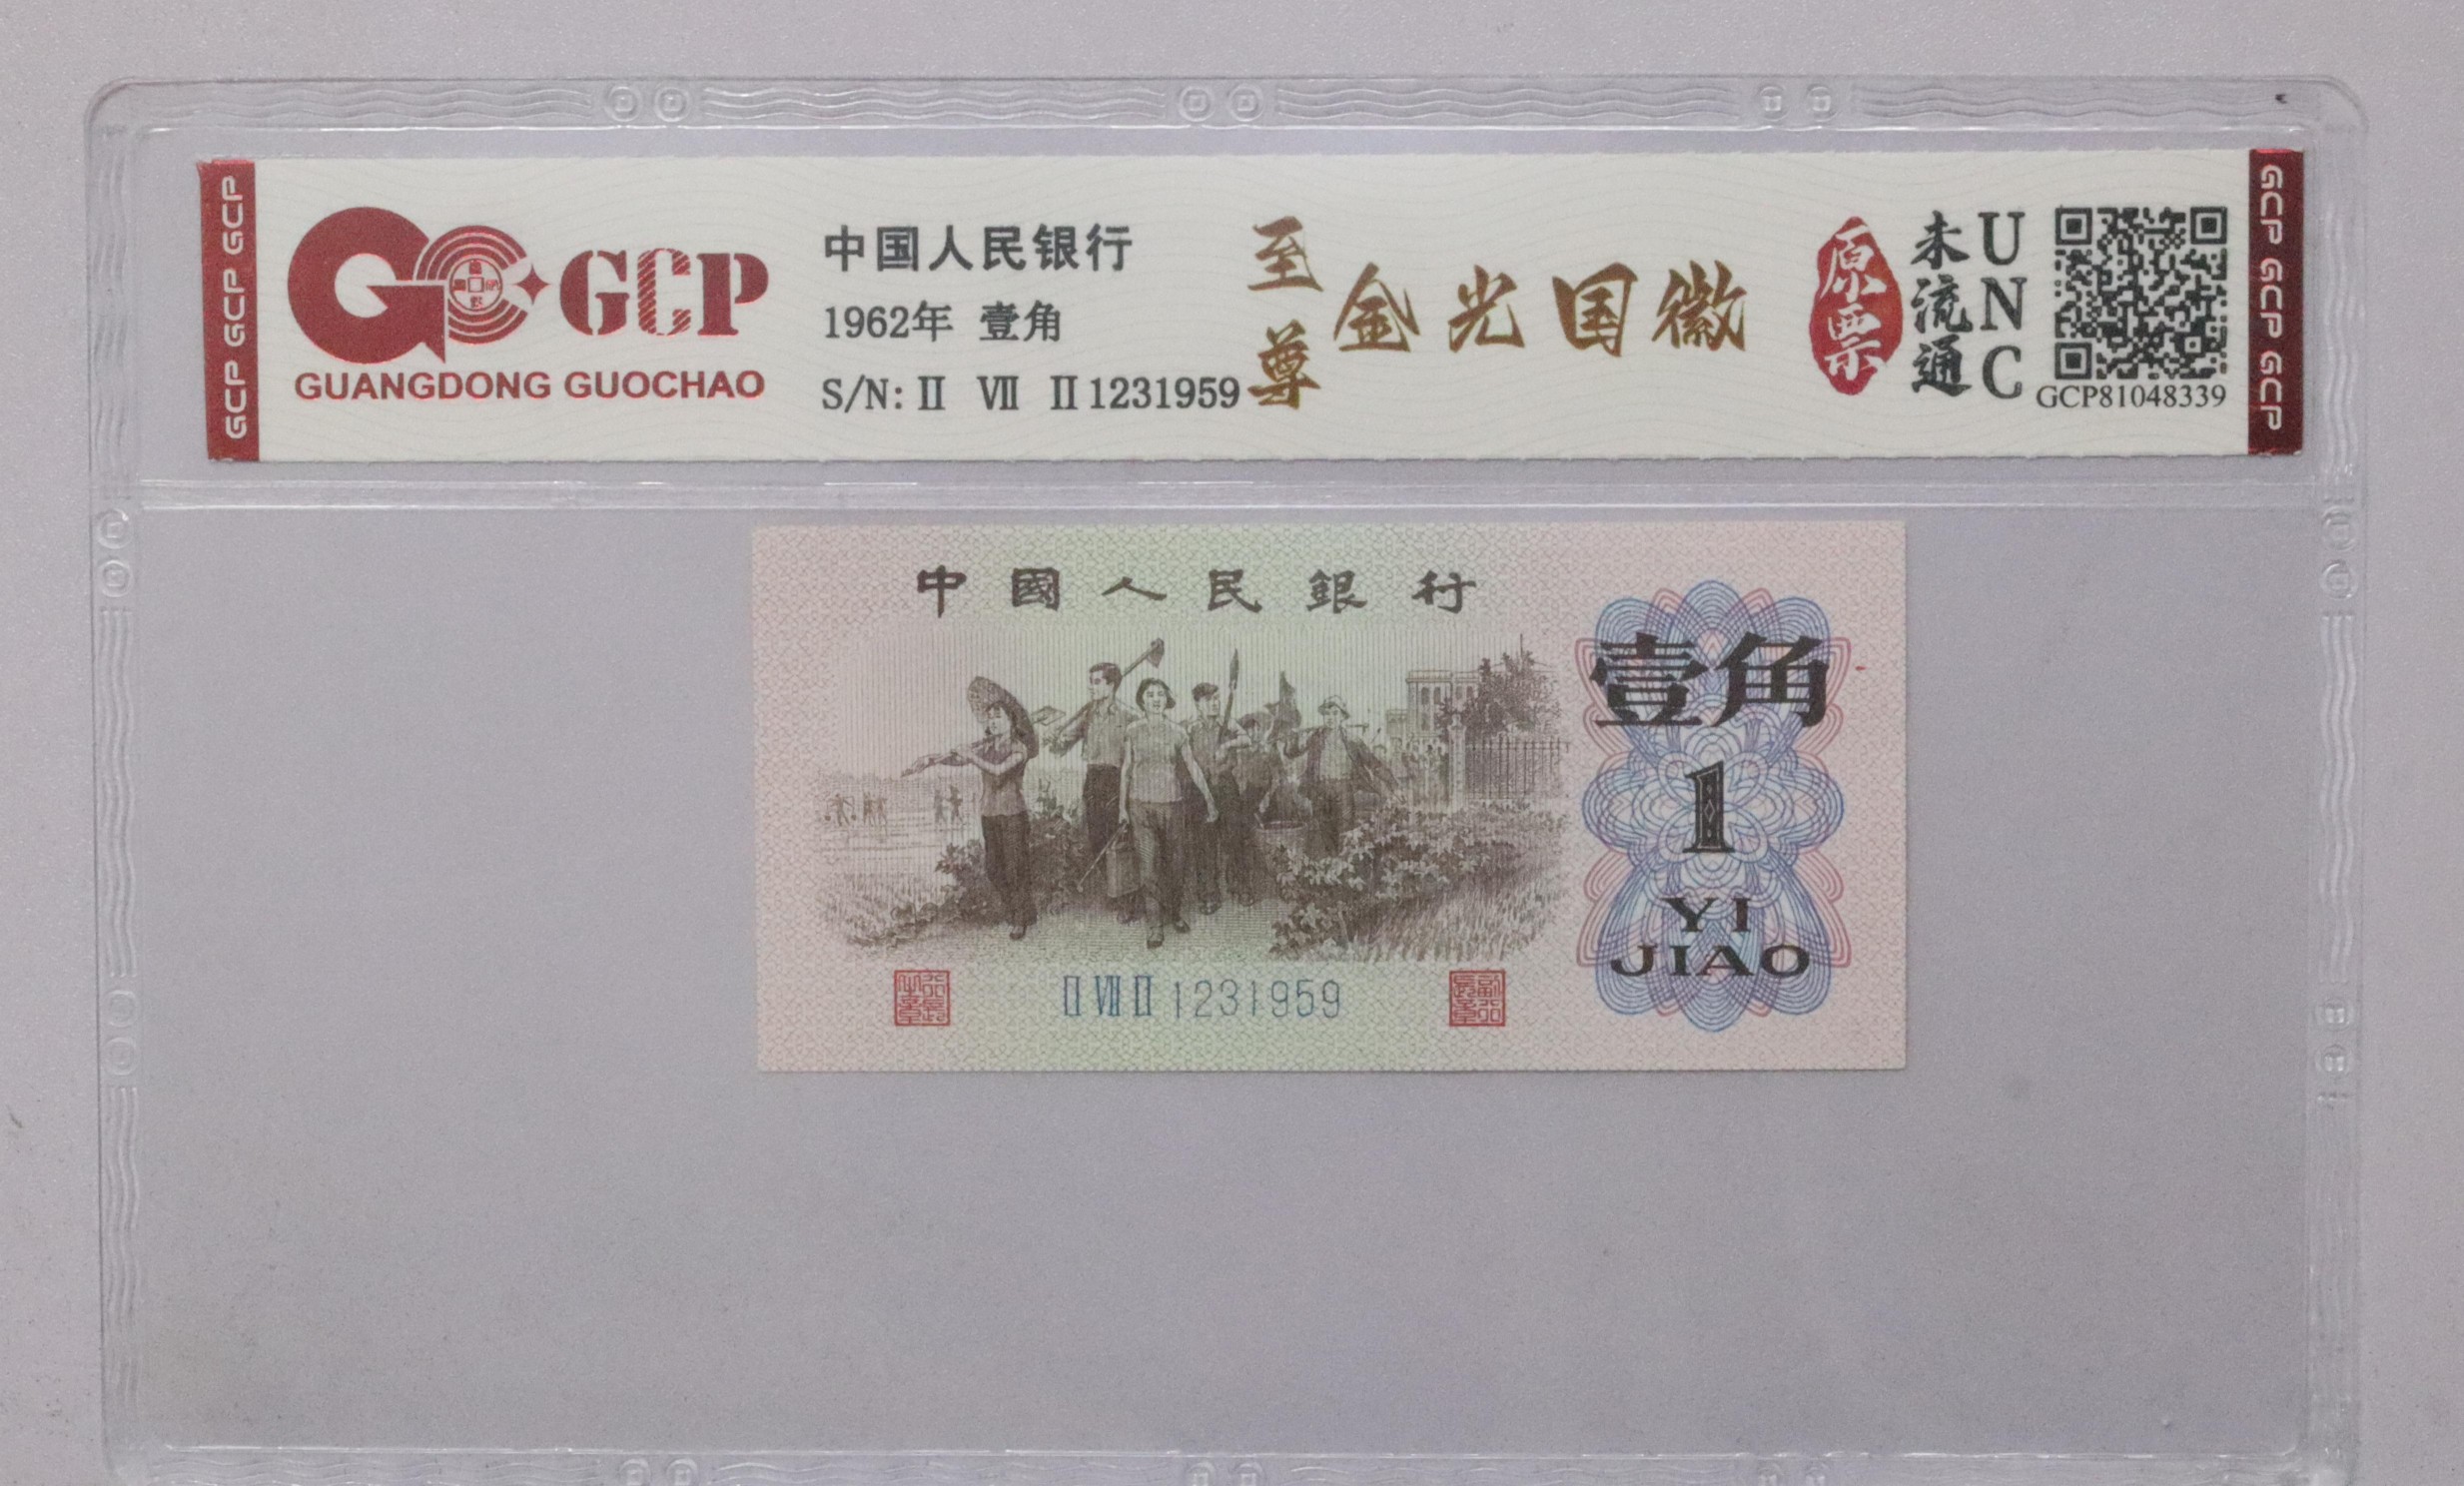 GCP GCP GCP
GCP
GUANGDONG GUOCHAO
中国人民银行
1962年 壹角
S/N: Ⅱ Ⅶ Ⅱ 1231959
至尊
金光国徽
原票
未流通
UNC
GCP81048339
GCP GCP GCP
中國人民銀行
壹角
1
YI
JIAO
Ⅱ Ⅶ Ⅱ 1231959